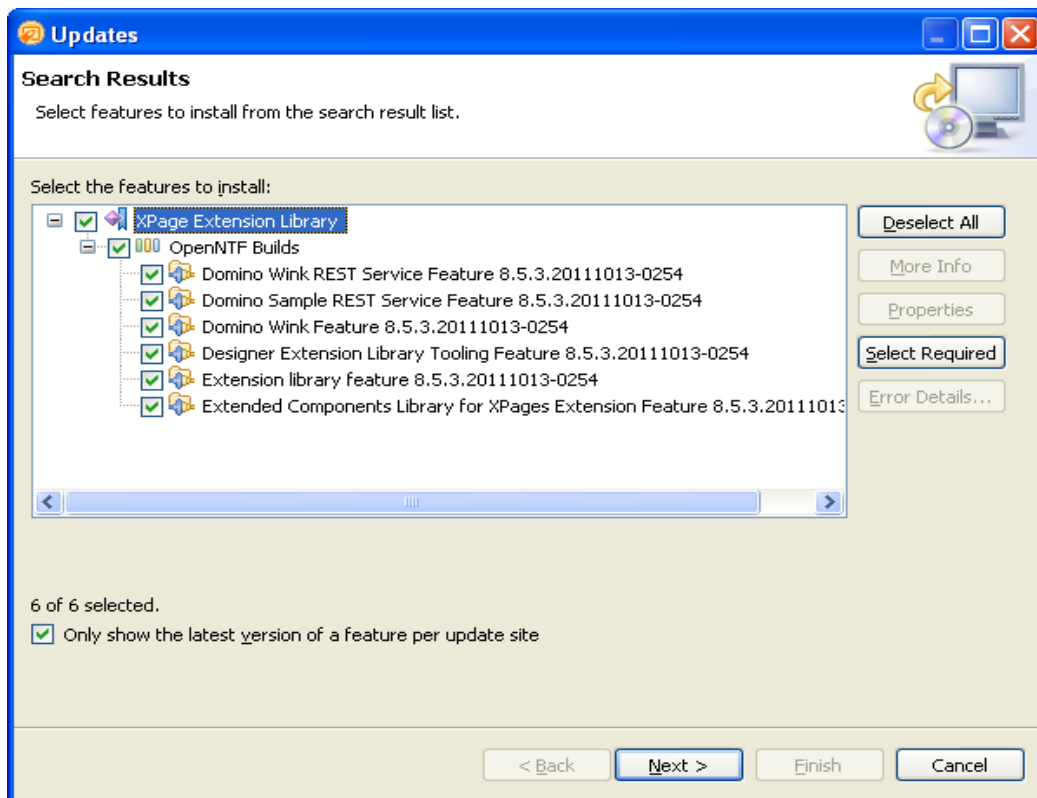 Updates
Search Results
Select features to install from the search result list.
Select the features to install:
XPage Extension Library
OpenNTF Builds
Domino Wink REST Service Feature 8.5.3.20111013-0254
Domino Sample REST Service Feature 8.5.3.20111013-0254
Domino Wink Feature 8.5.3.20111013-0254
Designer Extension Library Tooling Feature 8.5.3.20111013-0254
Extension library feature 8.5.3.20111013-0254
Extended Components Library for XPages Extension Feature 8.5.3.20111013
Deselect All
More Info
Properties
Select Required
Error Details...
6 of 6 selected.
Only show the latest version of a feature per update site
< Back
Next >
Finish
Cancel